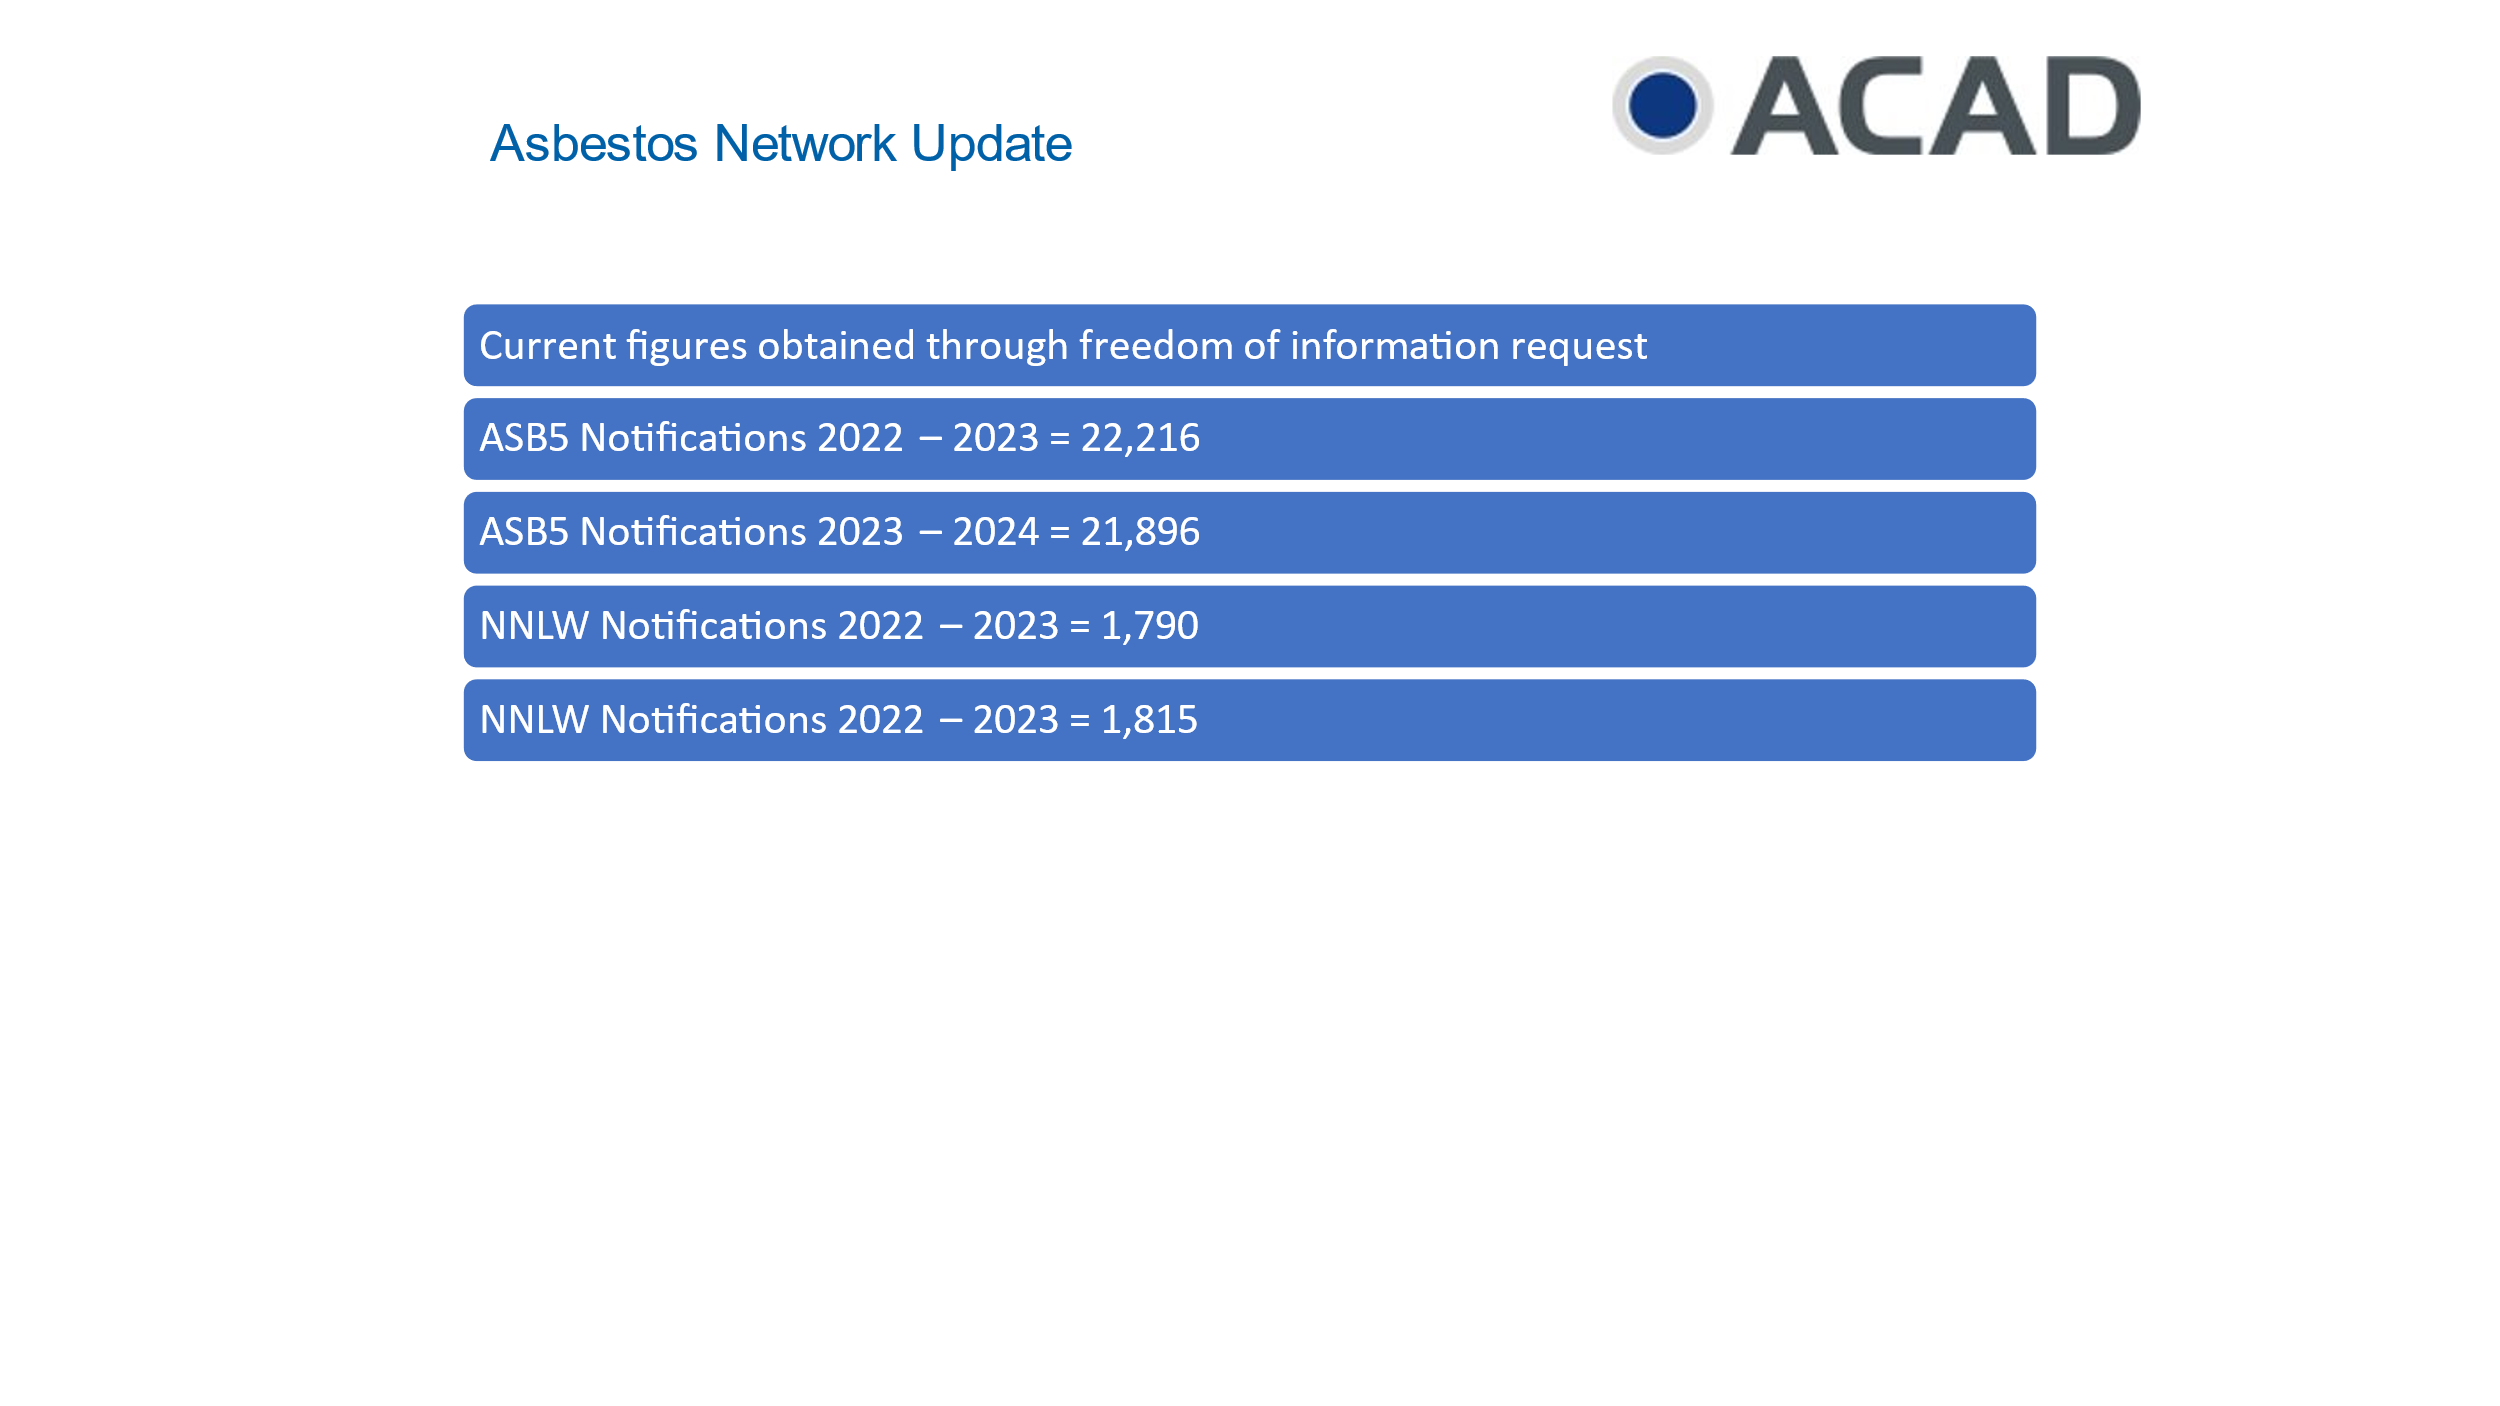 ACAD
Asbestos Network Update
Current figures obtained through freedom of information request
ASB5 Notifications 2022 – 2023 = 22,216
ASB5 Notifications 2023 – 2024 = 21,896
NNLW Notifications 2022 – 2023 = 1,790
NNLW Notifications 2022 – 2023 = 1,815